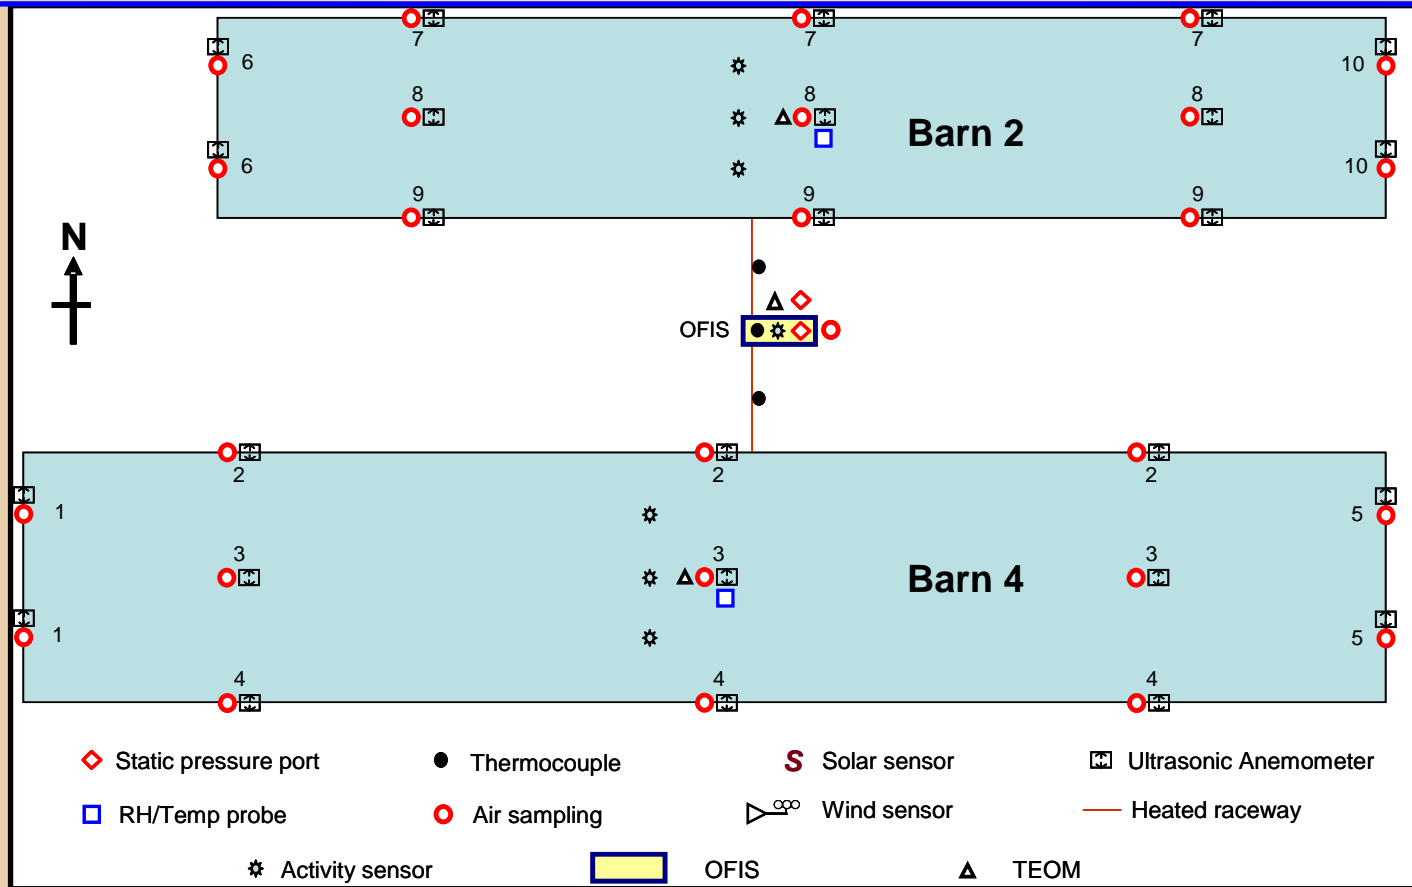 7 7 7
6 10
8 8 8
Barn 2
6 10
9 9 9
N
OFIS
2 2 2
1 5
3 3 3
Barn 4
1 5
4 4 4
Static pressure port Thermocouple S Solar sensor Ultrasonic Anemometer
RH/Temp probe Air sampling Wind sensor Heated raceway
Activity sensor OFIS TEOM